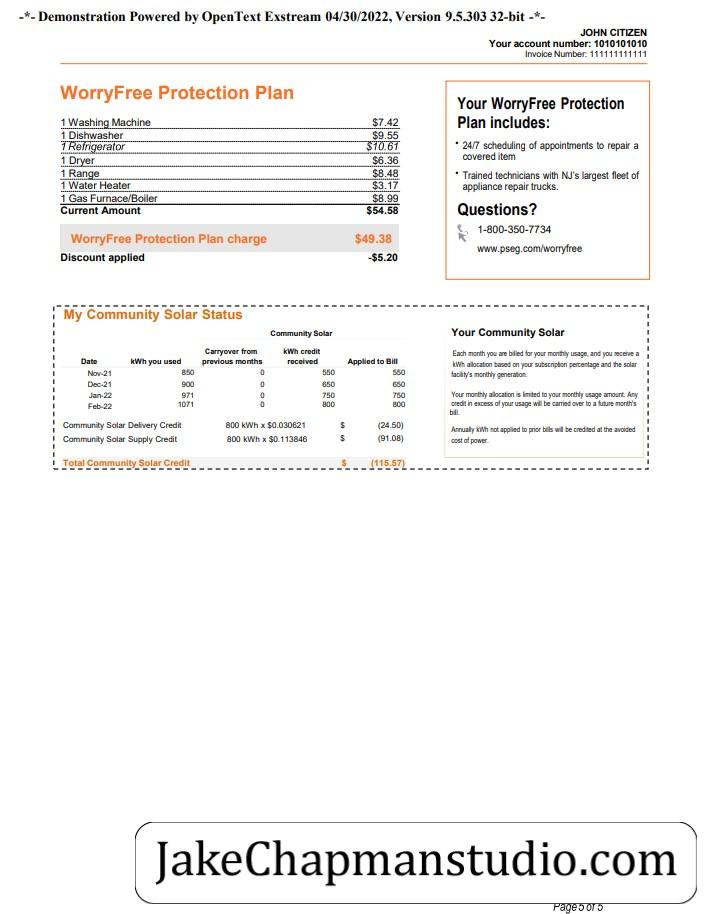 -*- Demonstration Powered by OpenText Exstream 04/30/2022, Version 9.5.303 32-bit -*-
JOHN CITIZEN
Your account number: 1010101010
Invoice Number: 111111111111
WorryFree Protection Plan
1 Washing Machine $7.42
1 Dishwasher $9.55
1 Refrigerator $10.61
1 Dryer $6.36
1 Range $8.48
1 Water Heater $3.17
1 Gas Furnace/Boiler $8.99
Current Amount $54.58
WorryFree Protection Plan charge $49.38
Discount applied -$5.20
Your WorryFree Protection
Plan includes:
• 24/7 scheduling of appointments to repair a
covered item
• Trained technicians with NJ's largest fleet of
appliance repair trucks.
Questions?
1-800-350-7734
www.pseg.com/worryfree
My Community Solar Status
Community Solar
Date kWh you used Carryover from previous months kWh credit received Applied to Bill
Nov-21 850 0 550 550
Dec-21 900 0 650 650
Jan-22 971 0 750 750
Feb-22 1071 0 800 800
Community Solar Delivery Credit 800 kWh x $0.030621 $ (24.50)
Community Solar Supply Credit 800 kWh x $0.113846 $ (91.08)
Total Community Solar Credit $ (115.57)
Your Community Solar
Each month you are billed for your monthly usage, and you receive a
kWh allocation based on your subscription percentage and the solar
facility's monthly generation.
Your monthly allocation is limited to your monthly usage amount. Any
credit in excess of your usage will be carried over to a future month's
bill.
Annually kWh not applied to prior bills will be credited at the avoided
cost of power.
JakeChapmanstudio.com
Page 5 of 5